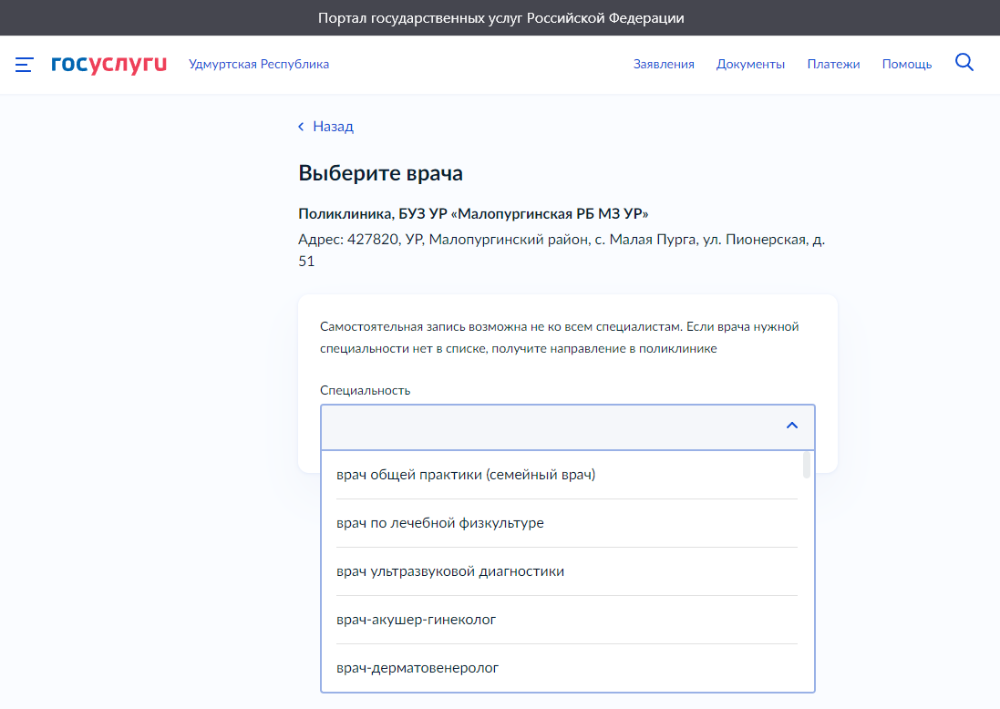 Портал государственных услуг Российской Федерации
госуслуги Удмуртская Республика Заявления Документы Платежи Помощь
Назад
Выберите врача
Поликлиника, БУЗ УР «Малопургинская РБ МЗ УР»
Адрес: 427820, УР, Малопургинский район, с. Малая Пурга, ул. Пионерская, д.
51
Самостоятельная запись возможна не ко всем специалистам. Если врача нужной
специальности нет в списке, получите направление в поликлинике
Специальность
врач общей практики (семейный врач)
врач по лечебной физкультуре
врач ультразвуковой диагностики
врач-акушер-гинеколог
врач-дерматовенеролог